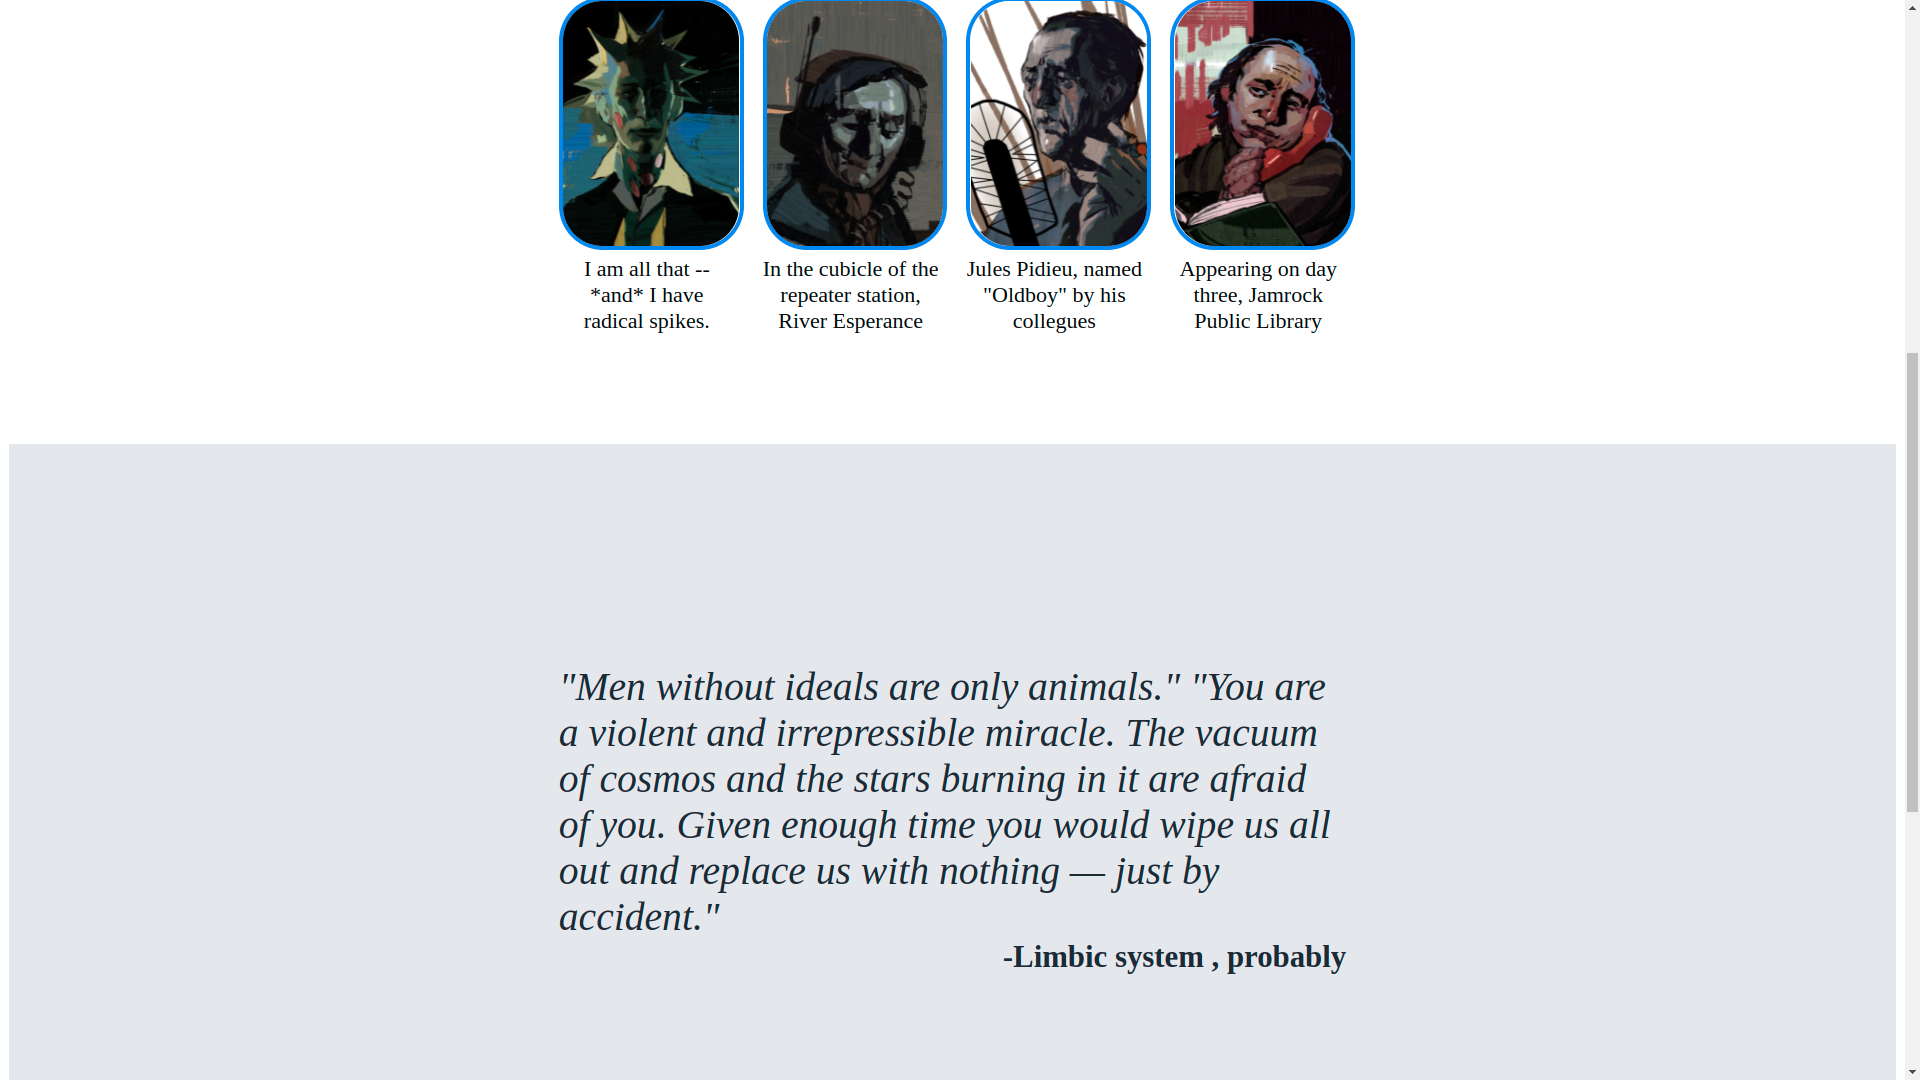 I am all that --
*and* I have
radical spikes.
In the cubicle of the
repeater station,
River Esperance
Jules Pidieu, named
"Oldboy" by his
collegues
Appearing on day
three, Jamrock
Public Library
"Men without ideals are only animals." "You are
a violent and irrepressible miracle. The vacuum
of cosmos and the stars burning in it are afraid
of you. Given enough time you would wipe us all
out and replace us with nothing — just by
accident."
-Limbic system , probably